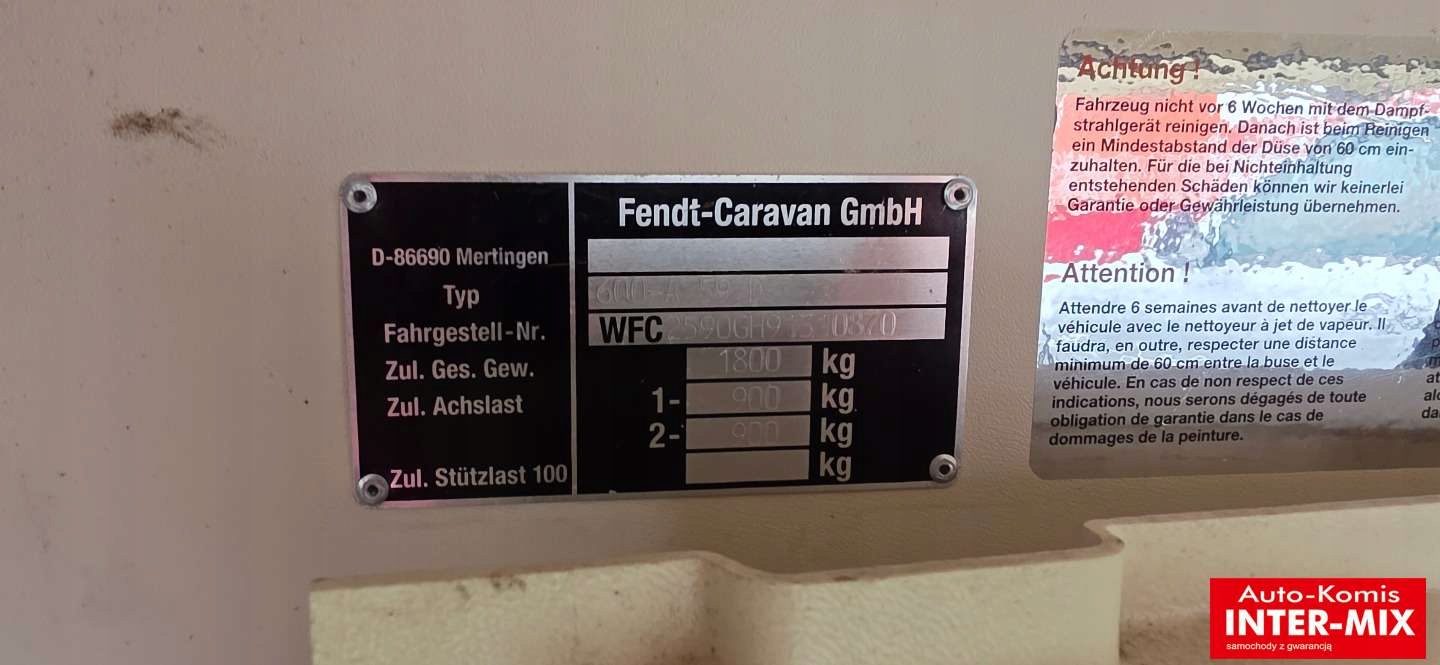 Fendt-Caravan GmbH
D-86690 Mertingen
Typ
Fahrgestell-Nr. WFC
Zul. Ges. Gew. 1800 kg
Zul. Achslast 1- 900 kg
2- 900 kg
kg
Zul. Stützlast 100
Achtung !
Fahrzeug nicht vor 6 Wochen mit dem Dampf-
strahlgerät reinigen. Danach ist beim Reinigen
ein Mindestabstand der Düse von 60 cm ein-
zuhalten. Für die bei Nichteinhaltung
entstehenden Schäden können wir keinerlei
Garantie oder Gewährleistung übernehmen.
Attention !
Attendre 6 semaines avant de nettoyer le
véhicule avec le nettoyeur à jet de vapeur. Il
faudra, en outre, respecter une distance
minimum de 60 cm entre la buse et le
véhicule. En cas de non respect de ces
indications, nous serons dégagés de toute
obligation de garantie dans le cas de
dommages de la peinture.
Auto-Komis
INTER-MIX
samochody z gwarancją